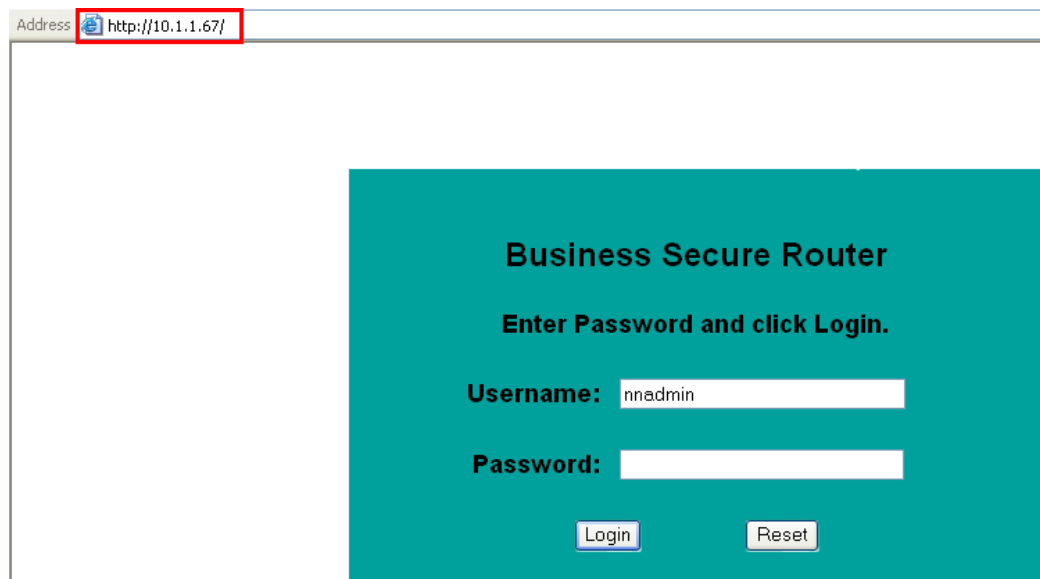 Address http://10.1.1.67/
Business Secure Router
Enter Password and click Login.
Username: nnadmin
Password:
Login Reset